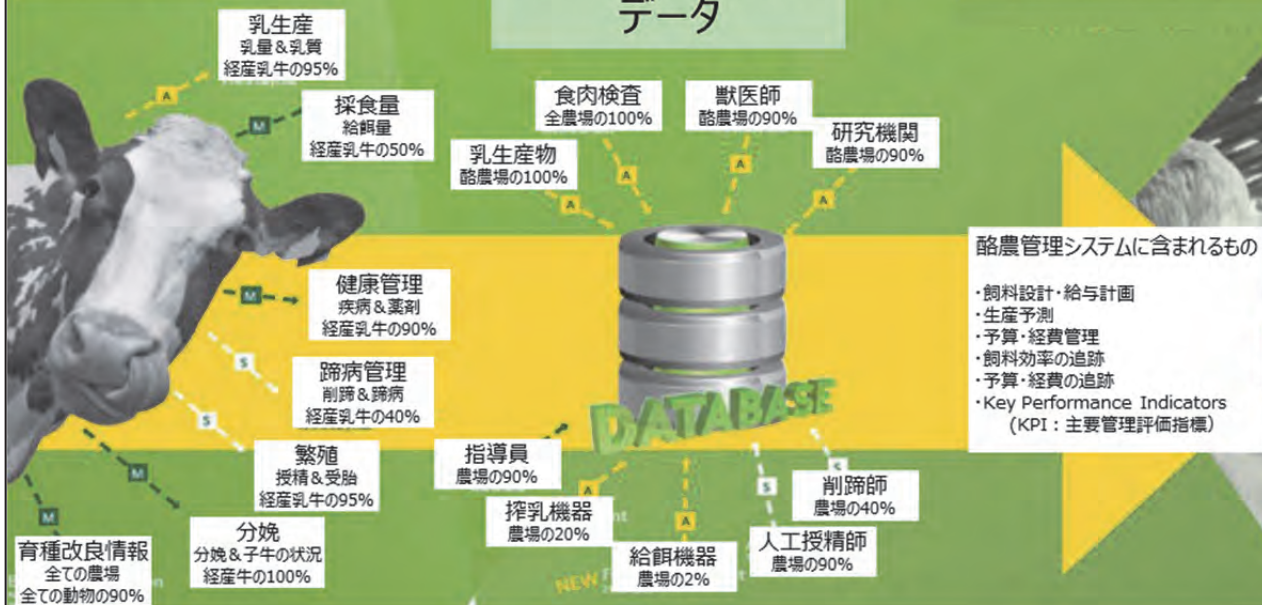 データ
乳生産
乳量&乳質
経産乳牛の95%
A
採食量
給餌量
経産乳牛の50%
M
食肉検査
全農場の100%
A
獣医師
酪農場の90%
A
研究機関
酪農場の90%
A
乳生産物
酪農場の100%
A
健康管理
疾病&薬剤
経産乳牛の90%
M
蹄病管理
削蹄&蹄病
経産乳牛の40%
S
繁殖
授精&受胎
経産乳牛の95%
S
分娩
分娩&子牛の状況
経産牛の100%
M
育種改良情報
全ての農場
全ての動物の90%
M
DATABASE
指導員
農場の90%
搾乳機器
農場の20%
A
給餌機器
農場の2%
A
NEW
人工授精師
農場の90%
S
削蹄師
農場の40%
S
酪農管理システムに含まれるもの
・飼料設計・給与計画
・生産予測
・予算・経費管理
・飼料効率の追跡
・予算・経費の追跡
・Key Performance Indicators
(KPI：主要管理評価指標)